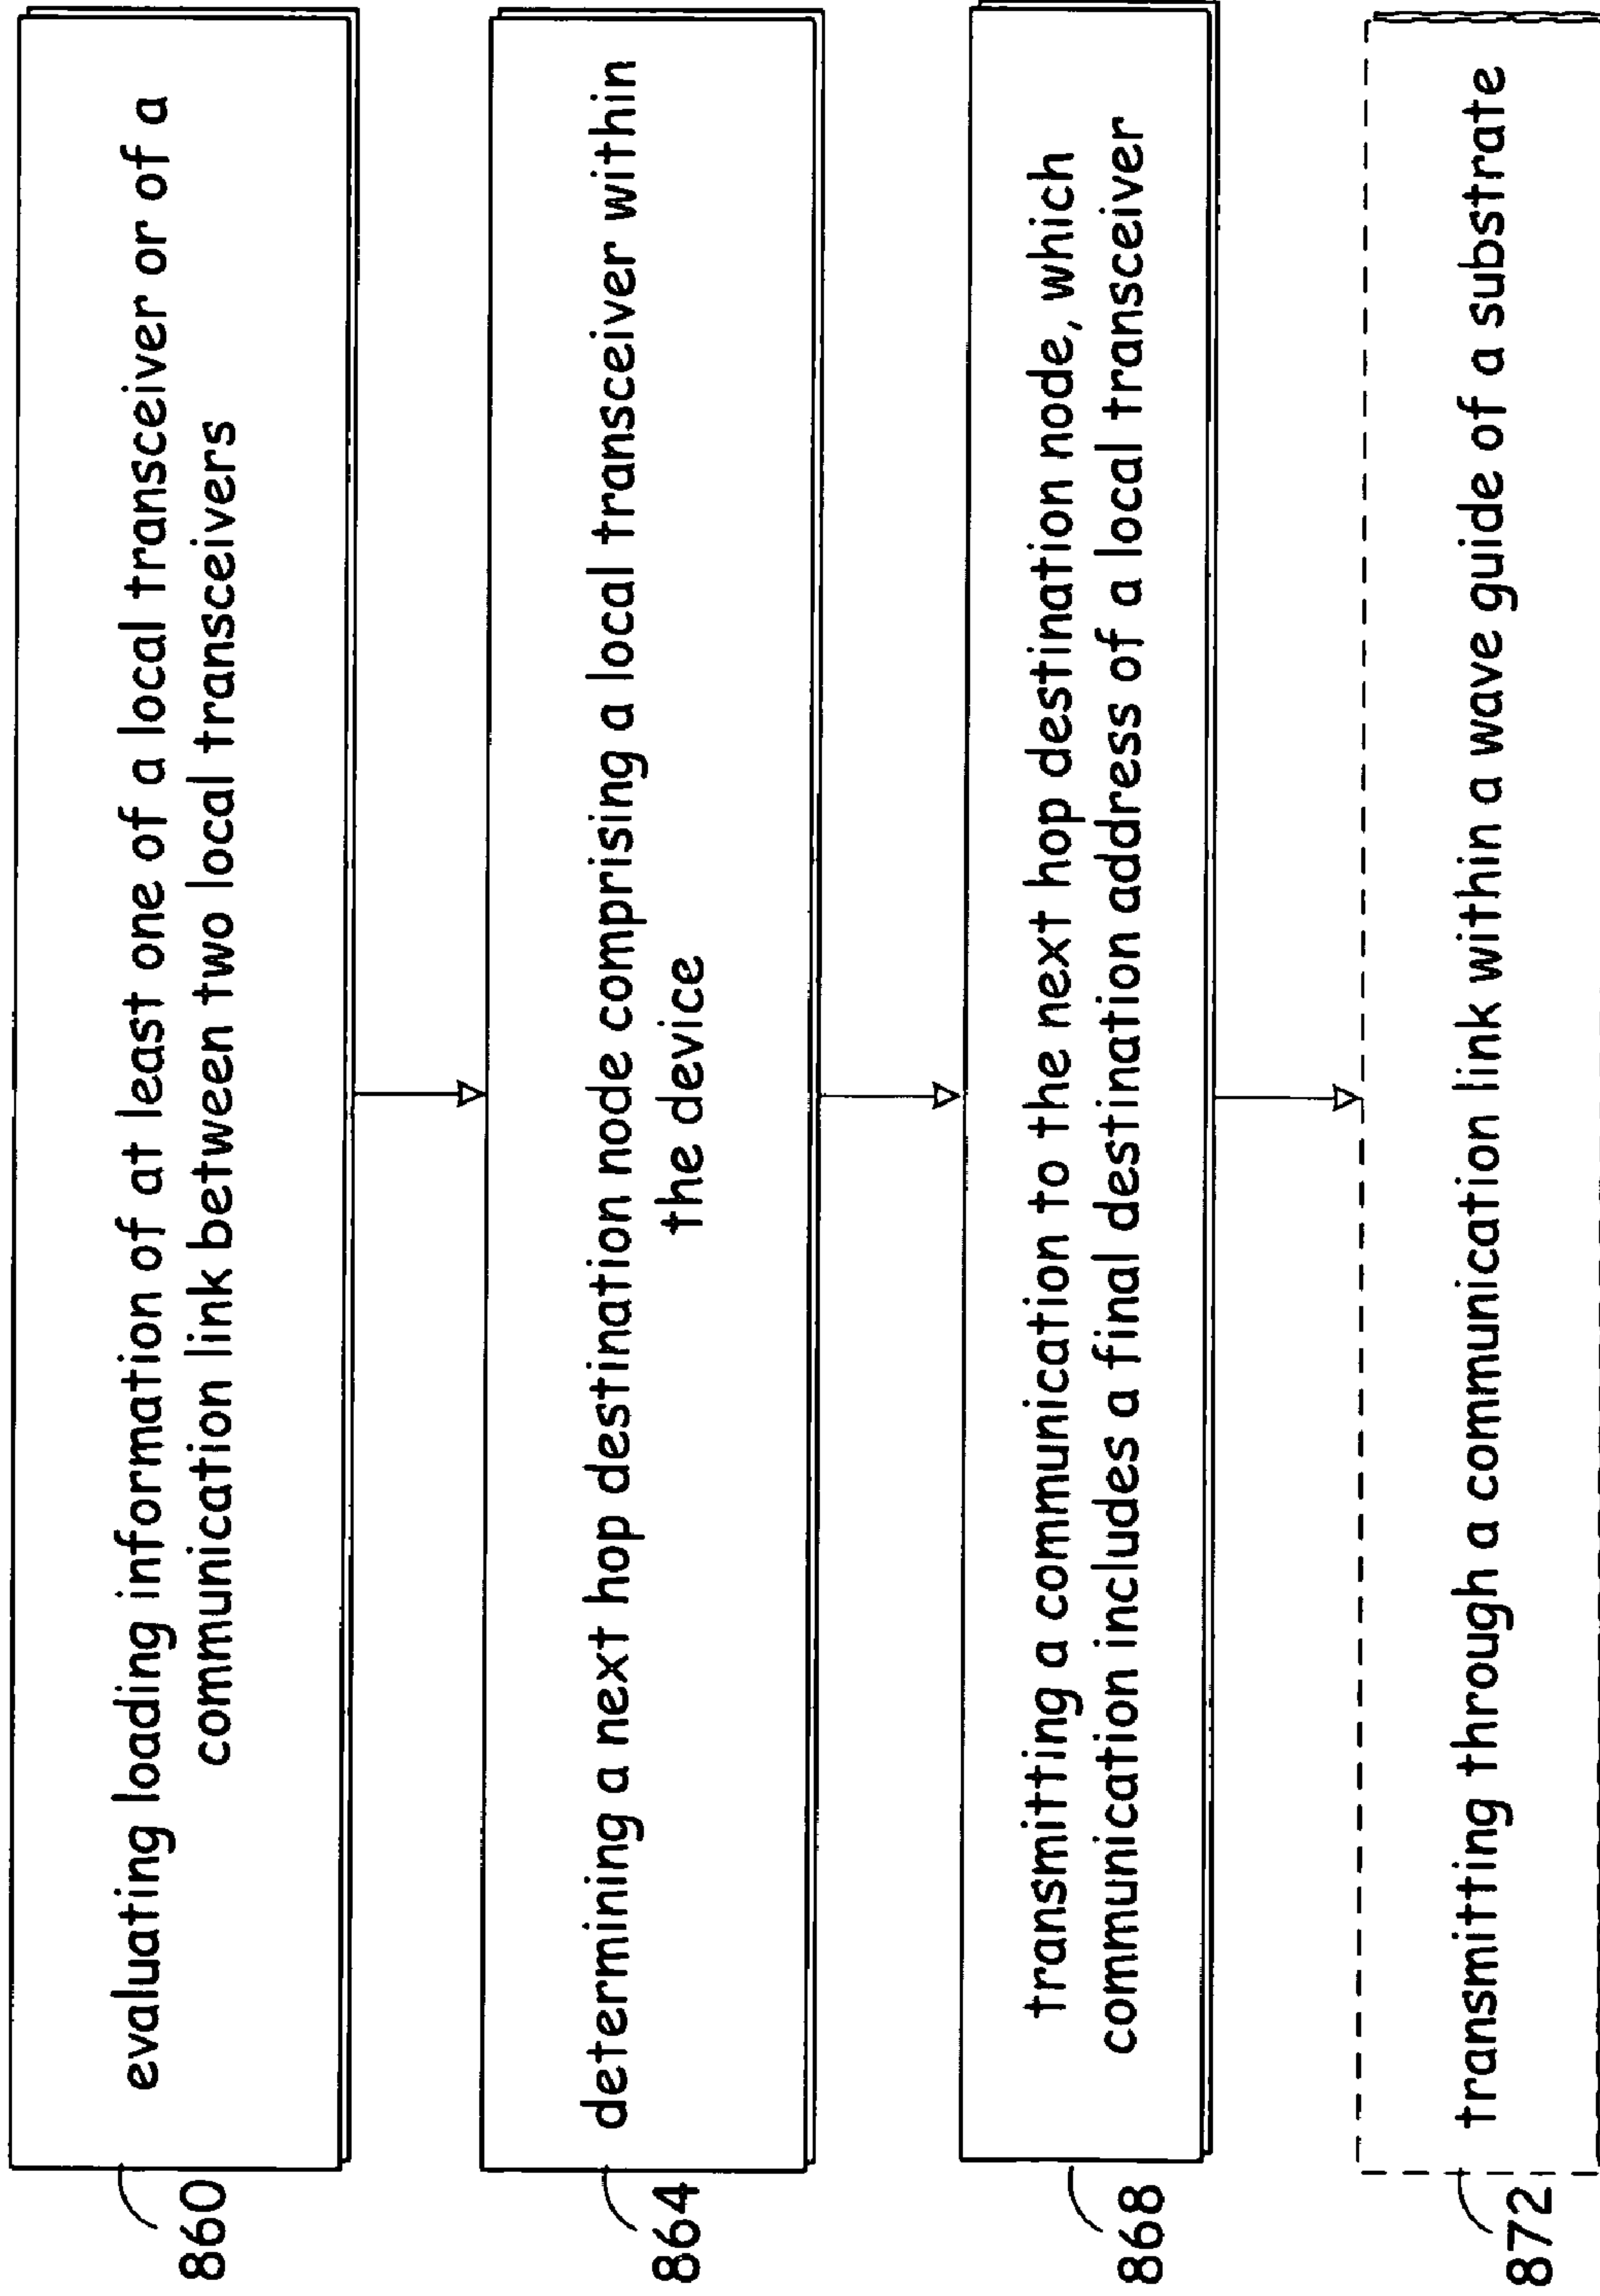 860
evaluating loading information of at least one of a local transceiver or of a
communication link between two local transceivers
864
determining a next hop destination node comprising a local transceiver within
the device
868
transmitting a communication to the next hop destination node, which
communication includes a final destination address of a local transceiver
872
transmitting through a communication link within a wave guide of a substrate